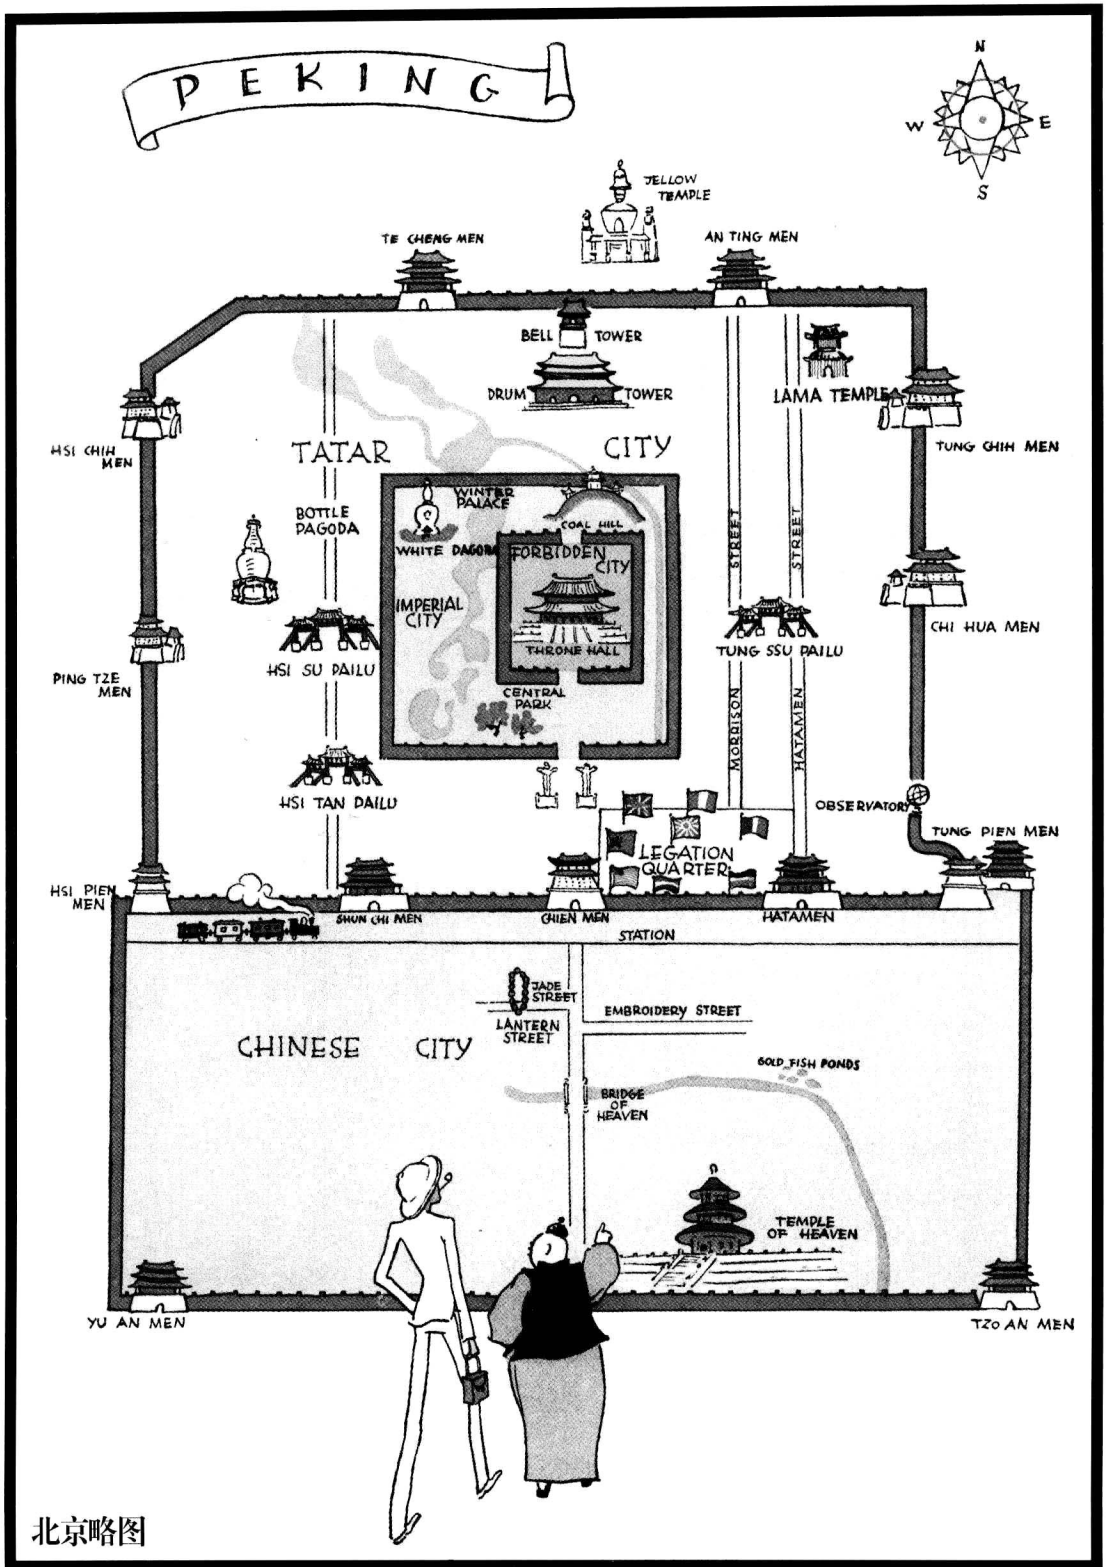 PEKING
N
W
E
S
JELLOW
TEMPLE
TE CHENG MEN
AN TING MEN
BELL TOWER
DRUM TOWER
LAMA TEMPLE
HSI CHIH
MEN
TUNG CHIH MEN
TATAR CITY
WINTER
PALACE
BOTTLE
PAGODA
COAL HILL
WHITE DAGOBA
FORBIDDEN
CITY
STREET
STREET
IMPERIAL
CITY
CHI HUA MEN
THRONE HALL
TUNG SSU PAILU
HSI SU PAILU
PING TZE
MEN
CENTRAL
PARK
MORRISON
HATAMEN
HSI TAN PAILU
OBSERVATORY
TUNG PIEN MEN
LEGATION
QUARTER
HSI PIEN
MEN
SHUN CHI MEN
CHIEN MEN
HATAMEN
STATION
JADE
STREET
LANTERN
STREET
EMBROIDERY STREET
CHINESE CITY
GOLD FISH PONDS
BRIDGE
OF
HEAVEN
TEMPLE
OF HEAVEN
YU AN MEN
TZO AN MEN
北京略图